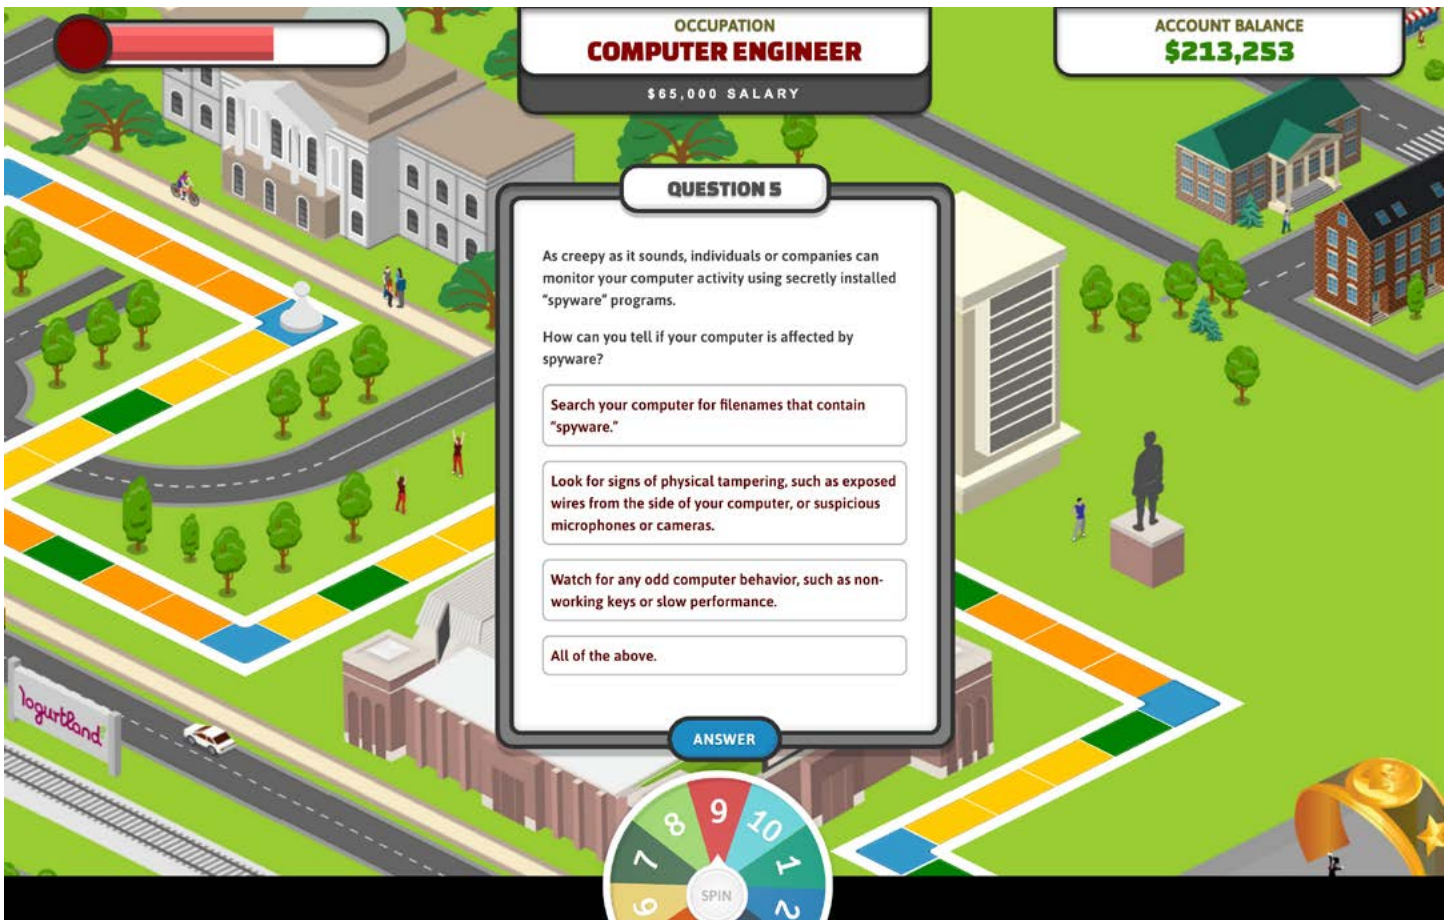 OCCUPATION
COMPUTER ENGINEER
$65,000 SALARY
ACCOUNT BALANCE
$213,253
QUESTION 5
As creepy as it sounds, individuals or companies can
monitor your computer activity using secretly installed
"spyware" programs.
How can you tell if your computer is affected by
spyware?
Search your computer for filenames that contain
"spyware."
Look for signs of physical tampering, such as exposed
wires from the side of your computer, or suspicious
microphones or cameras.
Watch for any odd computer behavior, such as non-
working keys or slow performance.
All of the above.
ANSWER
Yogurtland
7
8
9
10
1
6
SPIN
2